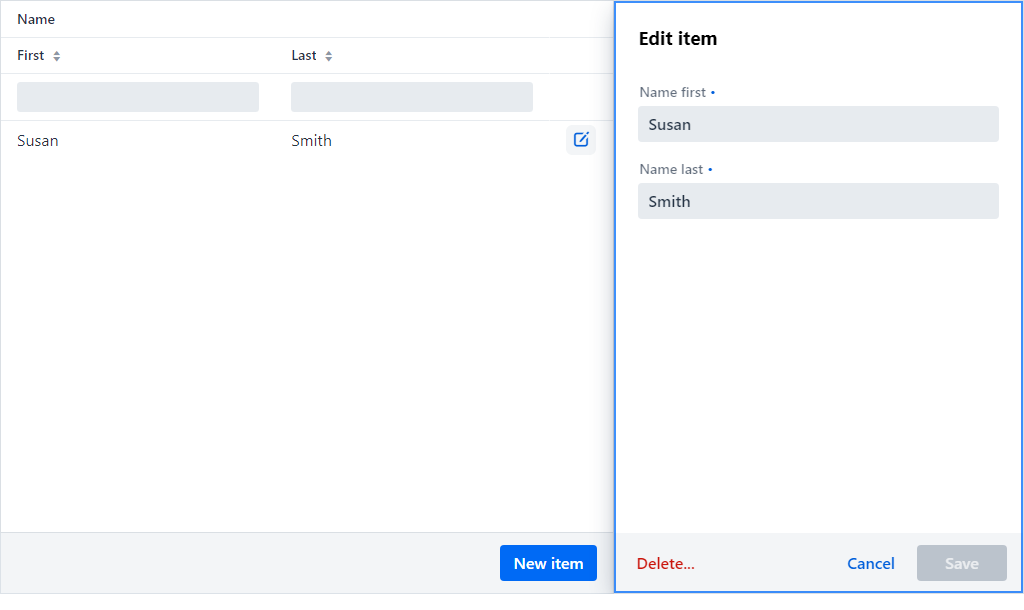 Name
First
Last
Susan
Smith
New item
Edit item
Name first •
Susan
Name last •
Smith
Delete...
Cancel
Save